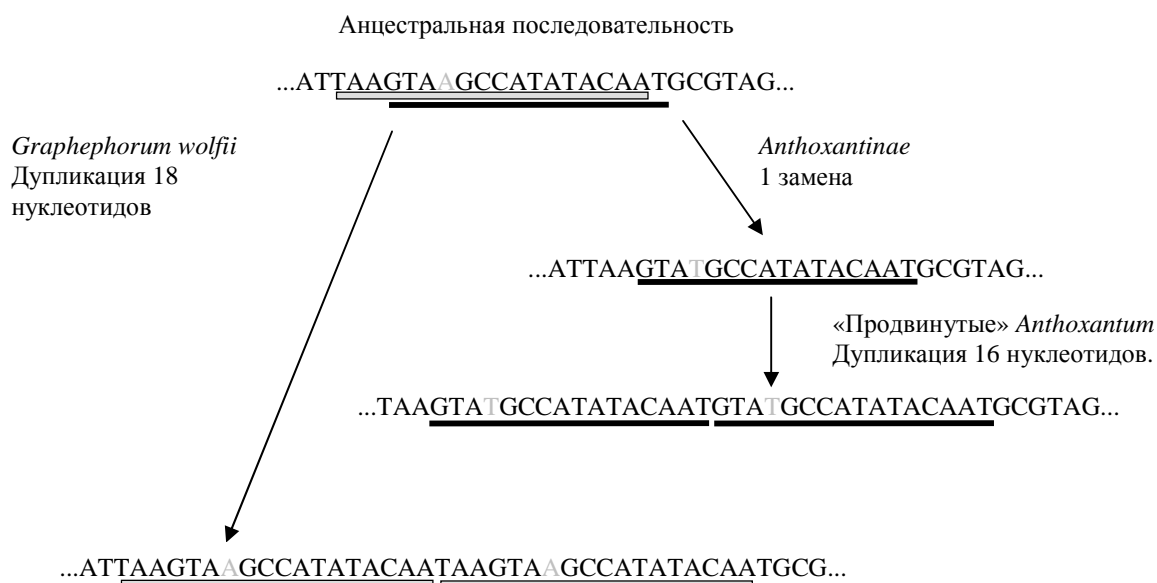 Анцестральная последовательность
...ATTAAGTAAGCCATATACAATGCGTAG...
Graphephorum wolfii
Дупликация 18
нуклеотидов
Anthoxantinae
1 замена
...ATTAAGTATGCCATATACAATGCGTAG...
«Продвинутые» Anthoxantum
Дупликация 16 нуклеотидов.
...TAAGTATGCCATATACAATGTATGCCATATACAATGCGTAG...
...ATTAAGTAAGCCATATACAATAAGTAAGCCATATACAATGCG...